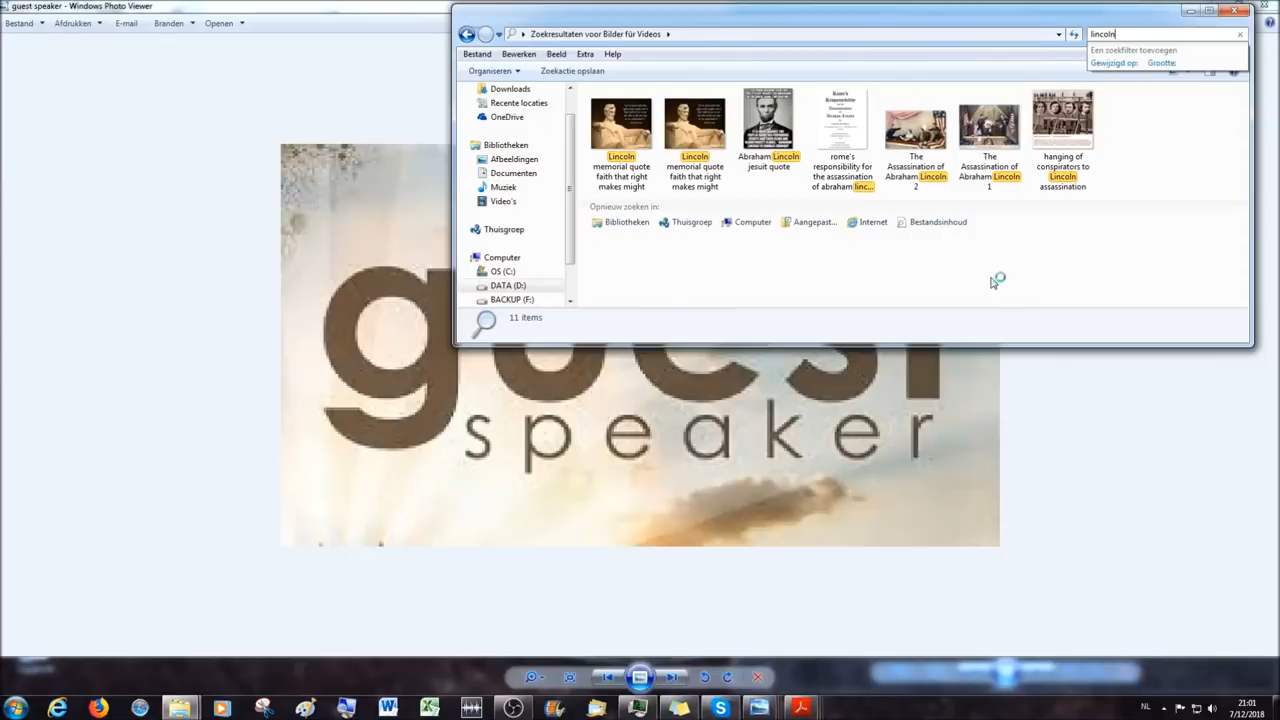 guest speaker - Windows Photo Viewer
Bestand Afdrukken E-mail Branden Openen
Zoekresultaten voor Bilder für Videos
lincoln
Bestand Bewerken Beeld Extra Help
Een zoekfilter toevoegen
Gewijzigd op: Grootte:
Organiseren Zoekactie opslaan
Downloads
Recente locaties
OneDrive
Bibliotheken
Afbeeldingen
Documenten
Muziek
Video's
Thuisgroep
Computer
OS (C:)
DATA (D:)
BACKUP (F:)
Lincoln
memorial quote
faith that right
makes might
Lincoln
memorial quote
faith that right
makes might
Abraham Lincoln
jesuit quote
rome's
responsibility for
the assassination
of abraham linc...
The
Assassination of
Abraham Lincoln
2
The
Assassination of
Abraham Lincoln
1
hanging of
conspirators to
Lincoln
assassination
Opnieuw zoeken in:
Bibliotheken Thuisgroep Computer Aangepast... Internet Bestandsinhoud
11 items
guest
speaker
NL
21:01
7/12/2018